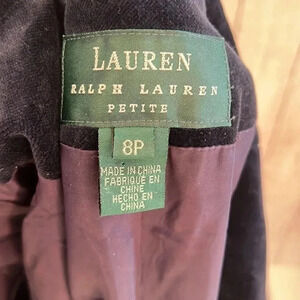 LAUREN
RALPH LAUREN
PETITE
8P
MADE IN CHINA
FABRIQUÉ EN
CHINE
HECHO EN
CHINA